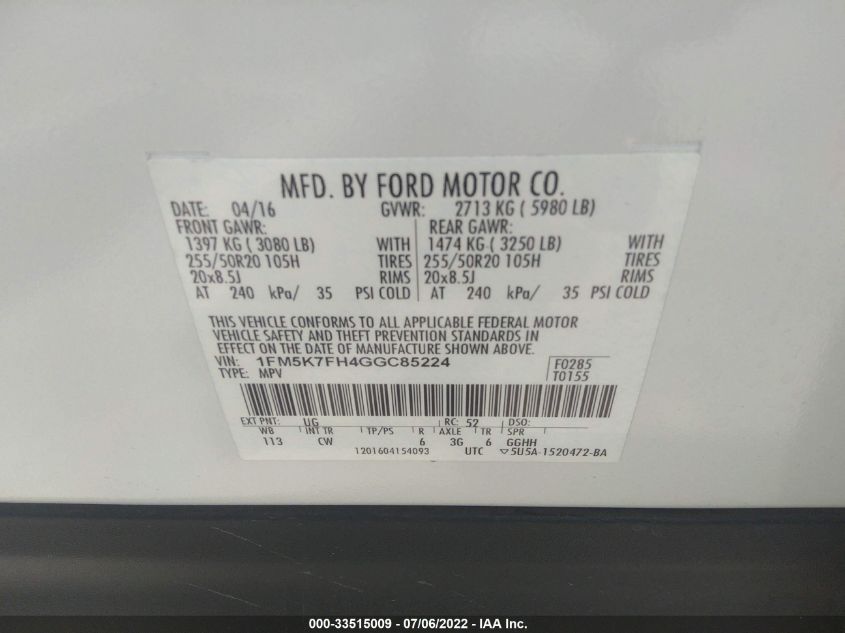 MFD. BY FORD MOTOR CO.
DATE: 04/16 GVWR: 2713 KG ( 5980 LB)
FRONT GAWR: REAR GAWR:
1397 KG ( 3080 LB) WITH 1474 KG ( 3250 LB) WITH
255/50R20 105H TIRES 255/50R20 105H TIRES
20x8.5J RIMS 20x8.5J RIMS
AT 240 kPa/ 35 PSI COLD AT 240 kPa/ 35 PSI COLD
THIS VEHICLE CONFORMS TO ALL APPLICABLE FEDERAL MOTOR
VEHICLE SAFETY AND THEFT PREVENTION STANDARDS IN
EFFECT ON THE DATE OF MANUFACTURE SHOWN ABOVE.
VIN: 1FM5K7FH4GGC85224 F0285
TYPE: MPV T0155
EXT PNT: UG RC: 52 DSO:
WB INT TR TP/PS R AXLE TR SPR
113 CW 6 3G 6 GGHH
1201604154093 UTC ▽5U5A-1520472-BA
000-33515009 - 07/06/2022 - IAA Inc.